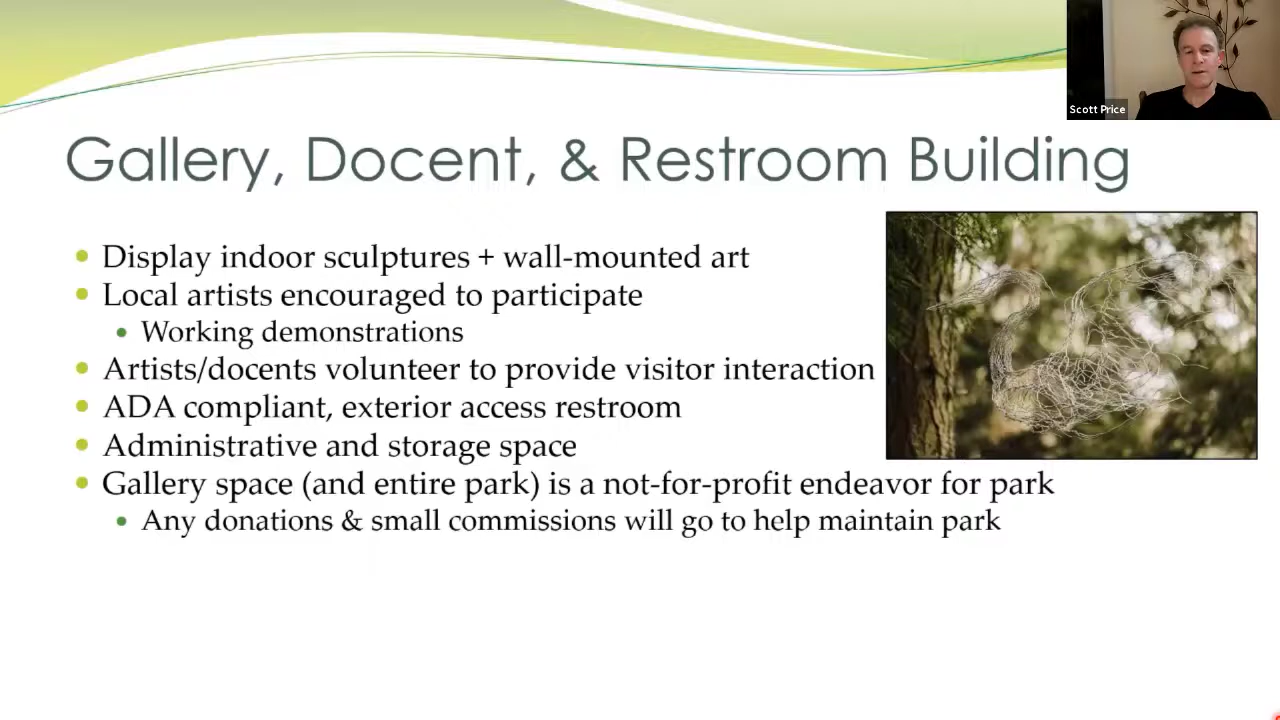 Scott Price
Gallery, Docent, & Restroom Building
Display indoor sculptures + wall-mounted art
Local artists encouraged to participate
Working demonstrations
Artists/docents volunteer to provide visitor interaction
ADA compliant, exterior access restroom
Administrative and storage space
Gallery space (and entire park) is a not-for-profit endeavor for park
Any donations & small commissions will go to help maintain park